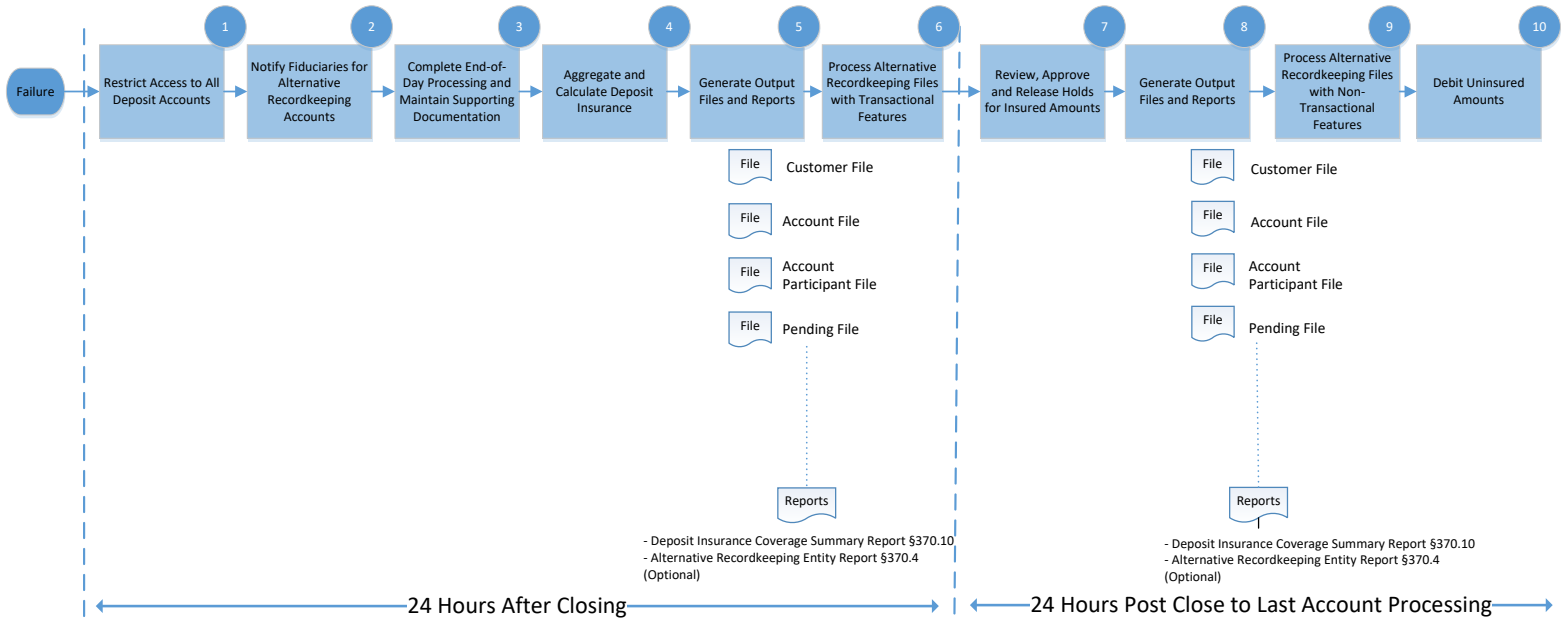 1
2
3
4
5
6
7
8
9
10
Failure
Restrict Access to All
Deposit Accounts
Notify Fiduciaries for
Alternative
Recordkeeping
Accounts
Complete End-of-
Day Processing and
Maintain Supporting
Documentation
Aggregate and
Calculate Deposit
Insurance
Generate Output
Files and Reports
Process Alternative
Recordkeeping Files
with Transactional
Features
Review, Approve
and Release Holds
for Insured Amounts
Generate Output
Files and Reports
Process Alternative
Recordkeeping Files
with Non-
Transactional
Features
Debit Uninsured
Amounts
File
Customer File
File
Account File
File
Account
Participant File
File
Pending File
Reports
- Deposit Insurance Coverage Summary Report §370.10
- Alternative Recordkeeping Entity Report §370.4
(Optional)
File
Customer File
File
Account File
File
Account
Participant File
File
Pending File
Reports
- Deposit Insurance Coverage Summary Report §370.10
- Alternative Recordkeeping Entity Report §370.4
(Optional)
24 Hours After Closing
24 Hours Post Close to Last Account Processing